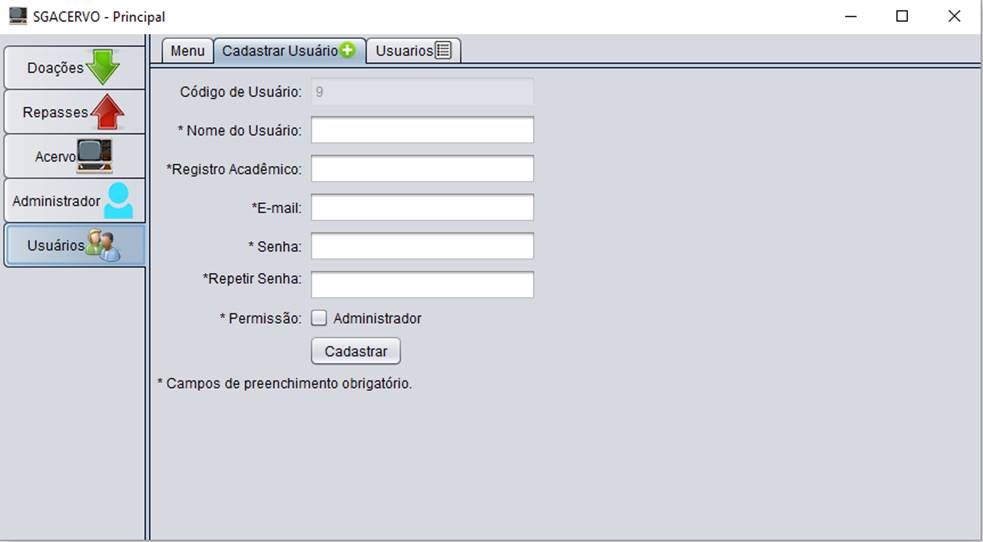 SGACERVO - Principal
Doações
Repasses
Acervo
Administrador
Usuários
Menu
Cadastrar Usuário
Usuarios
Código de Usuário: 9
* Nome do Usuário:
*Registro Acadêmico:
*E-mail:
* Senha:
*Repetir Senha:
* Permissão: Administrador
Cadastrar
* Campos de preenchimento obrigatório.